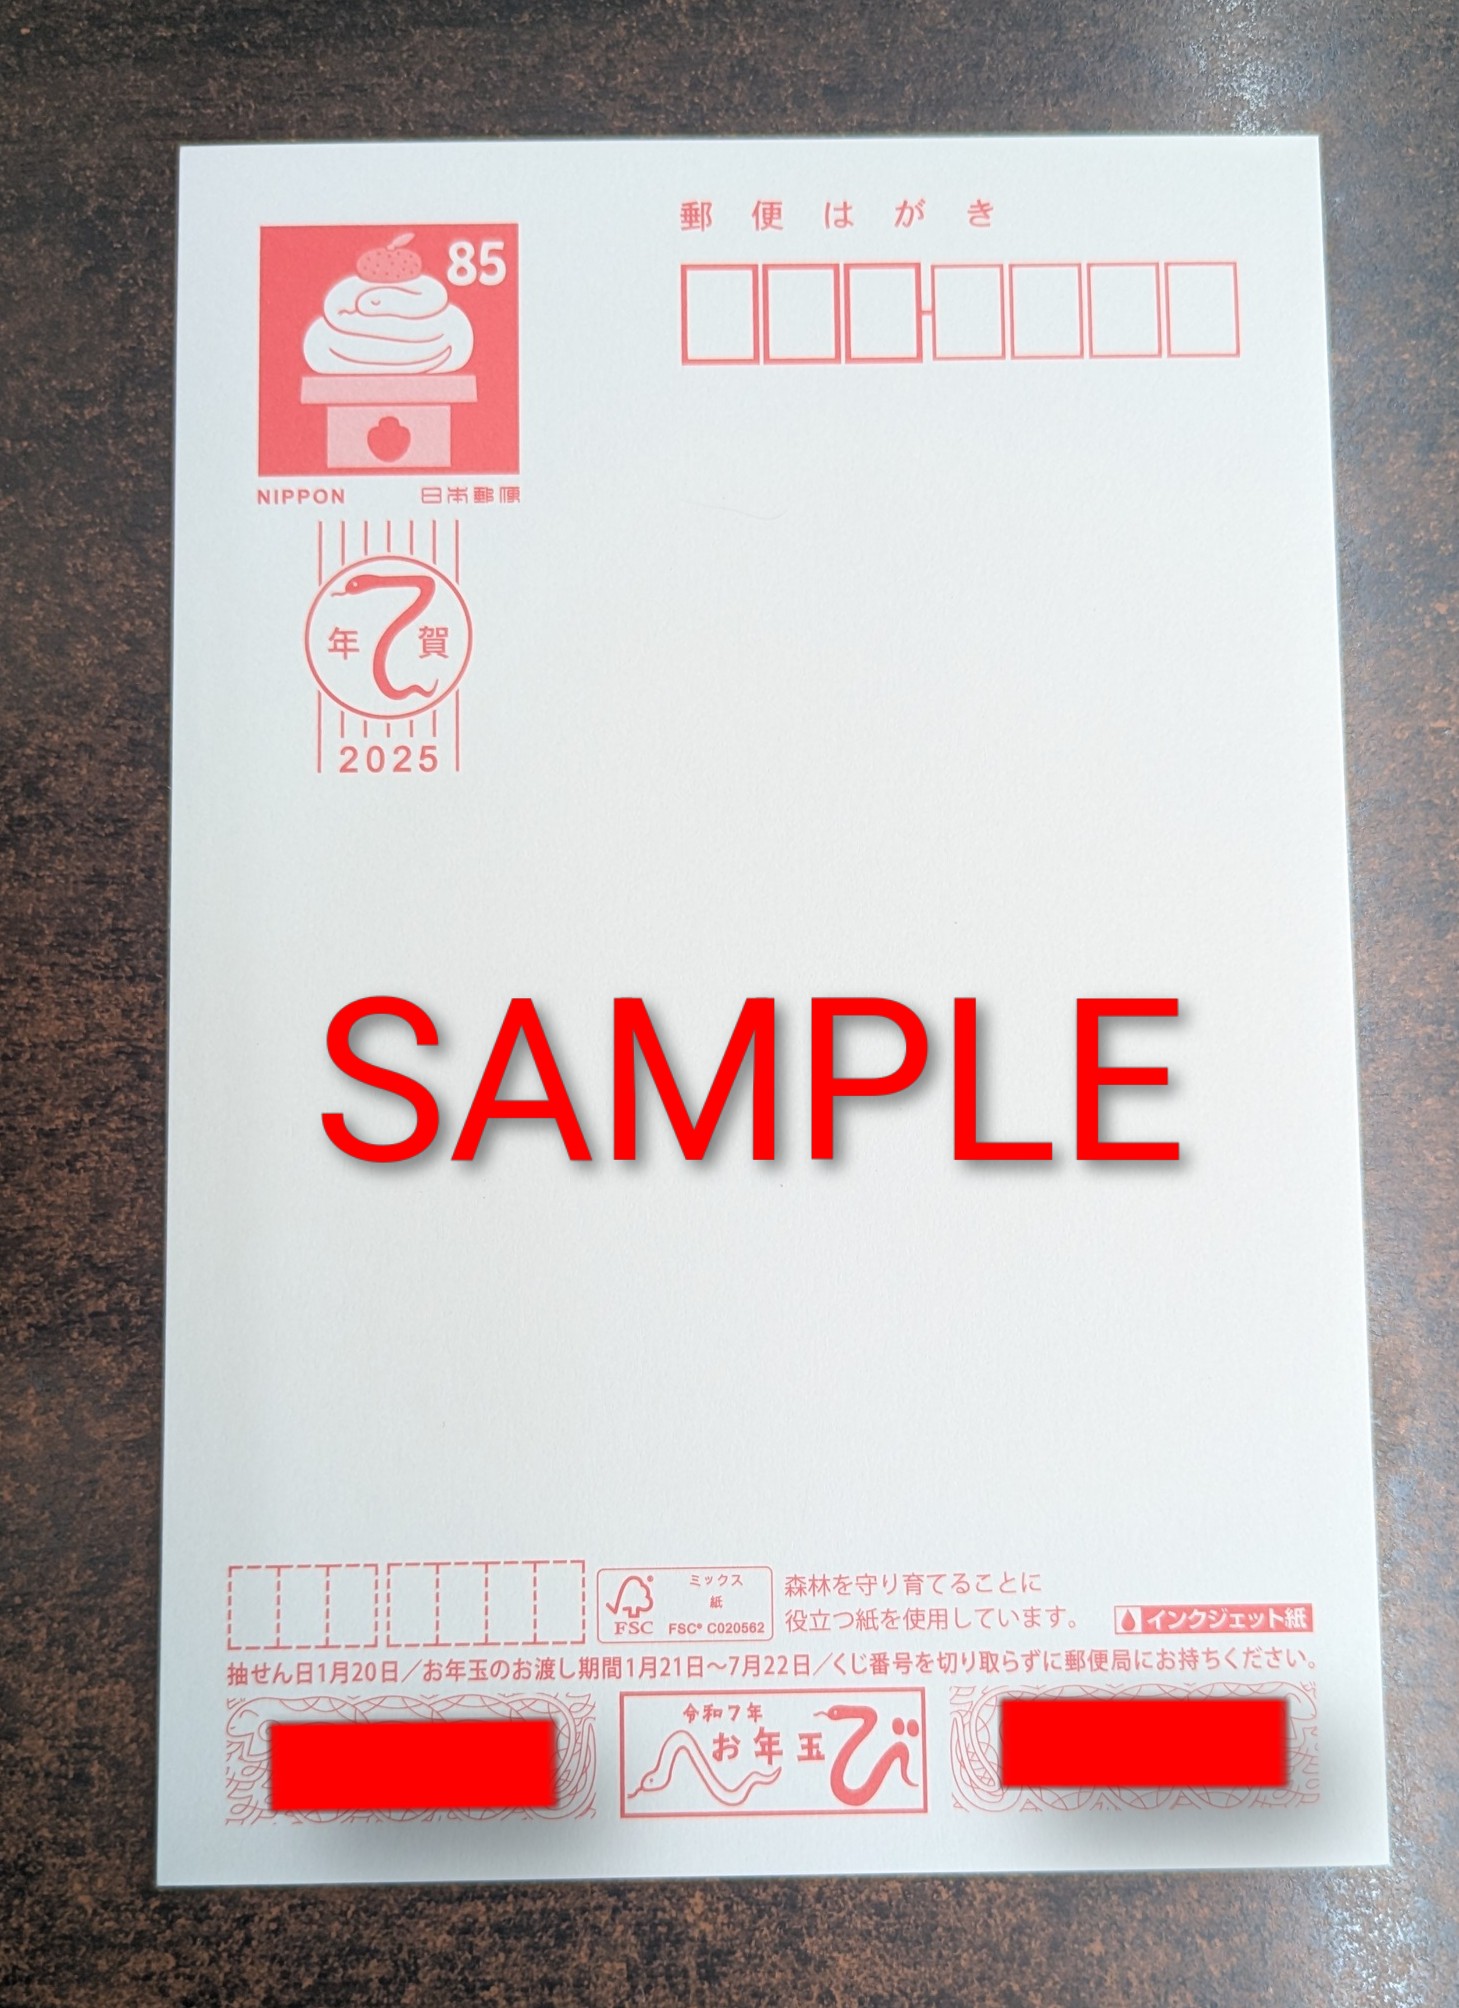 郵便はがき
85
NIPPON 日本郵便
年賀
2025
SAMPLE
ミックス
紙
FSC
FSC® C020562
森林を守り育てることに
役立つ紙を使用しています。
インクジェット紙
抽せん日1月20日／お年玉のお渡し期間1月21日～7月22日／くじ番号を切り取らずに郵便局にお持ちください。
令和7年
お年玉び